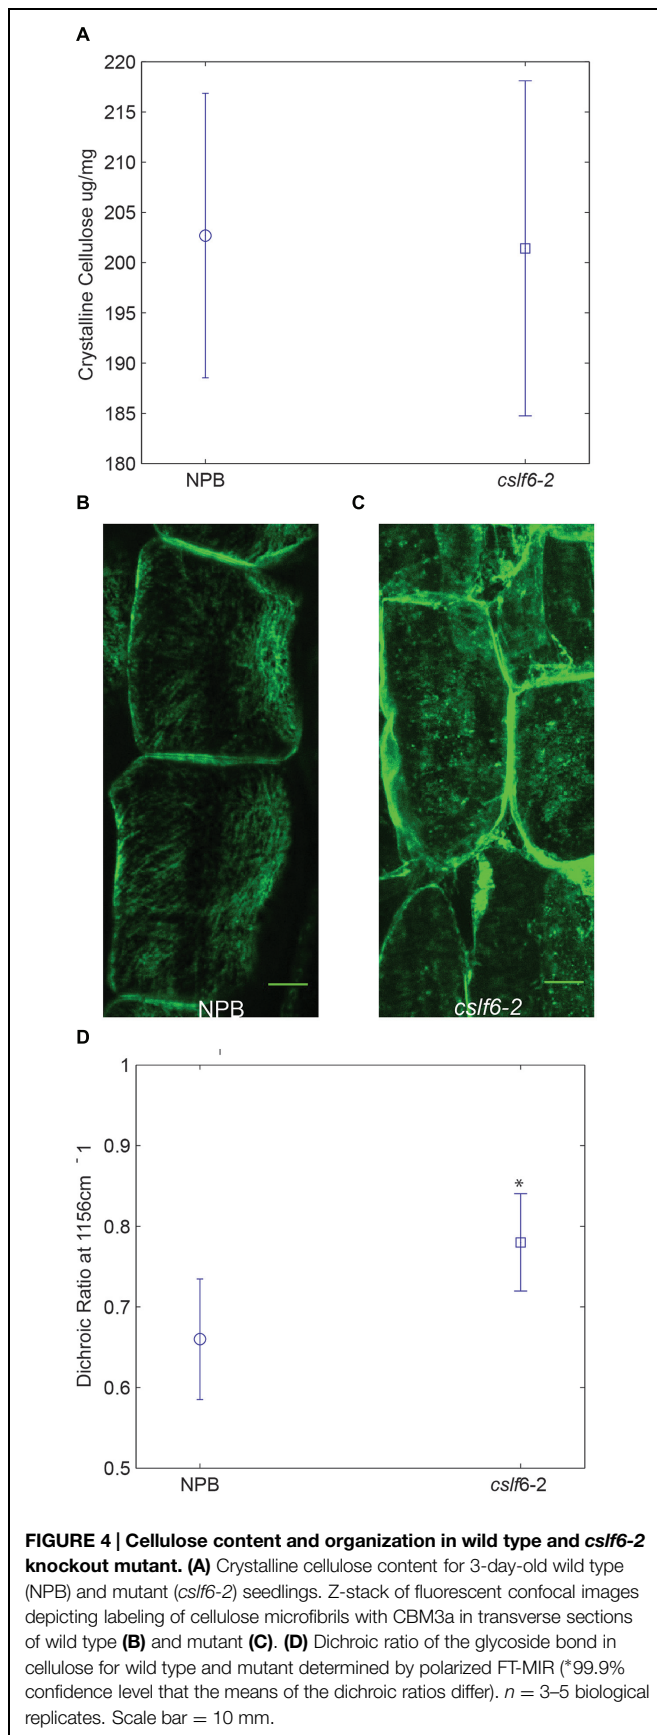 A
220
215
210
205
200
195
190
185
180
Crystalline Cellulose ug/mg
NPB cslf6-2
B C
NPB cslf6-2
D
1
0.9
0.8
0.7
0.6
0.5
Dichroic Ratio at 1156cm -1
*
NPB cslf6-2
FIGURE 4 | Cellulose content and organization in wild type and cslf6-2
knockout mutant. (A) Crystalline cellulose content for 3-day-old wild type
(NPB) and mutant (cslf6-2) seedlings. Z-stack of fluorescent confocal images
depicting labeling of cellulose microfibrils with CBM3a in transverse sections
of wild type (B) and mutant (C). (D) Dichroic ratio of the glycoside bond in
cellulose for wild type and mutant determined by polarized FT-MIR (*99.9%
confidence level that the means of the dichroic ratios differ). n = 3–5 biological
replicates. Scale bar = 10 mm.